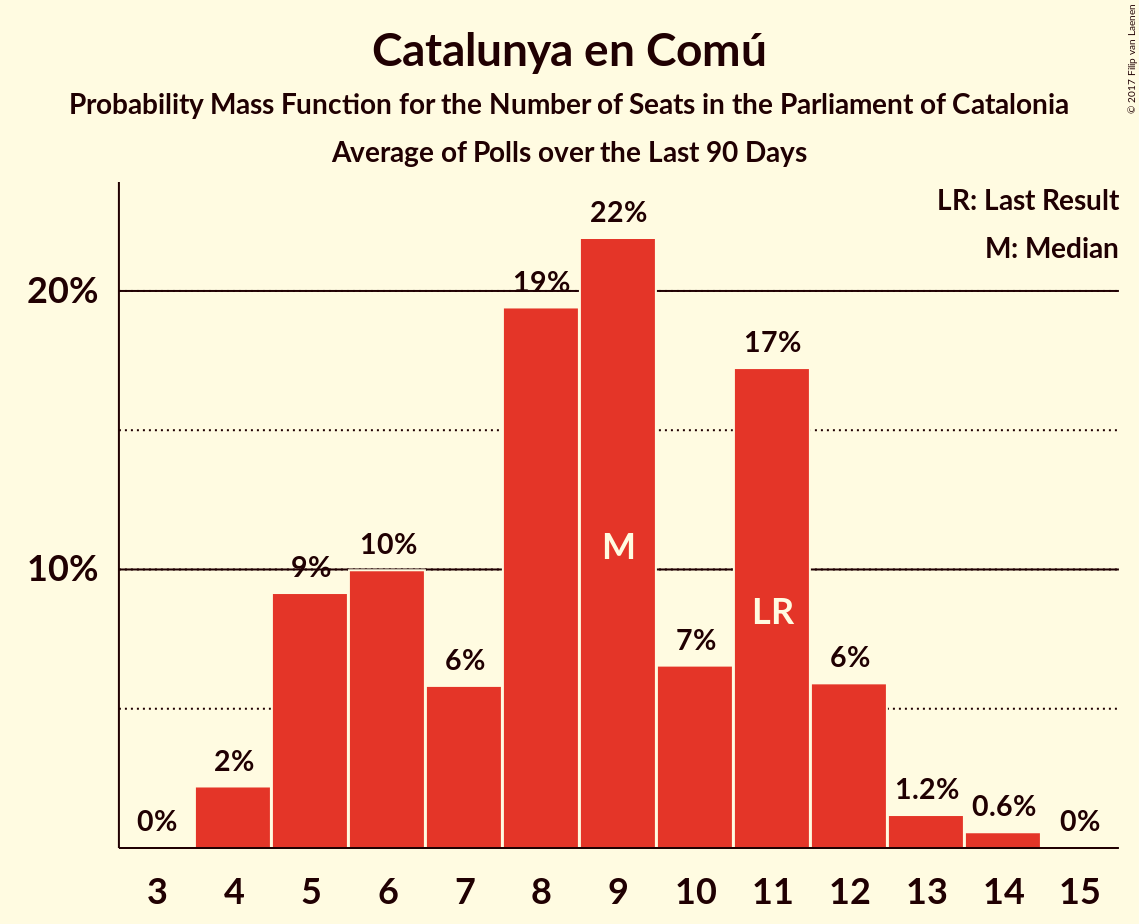 Catalunya en Comú
Probability Mass Function for the Number of Seats in the Parliament of Catalonia
Average of Polls over the Last 90 Days
© 2017 Filip van Laenen
LR: Last Result
M: Median
20%
10%
0%
2%
9%
10%
6%
19%
22%
7%
17%
6%
1.2%
0.6%
0%
M
LR
3 4 5 6 7 8 9 10 11 12 13 14 15